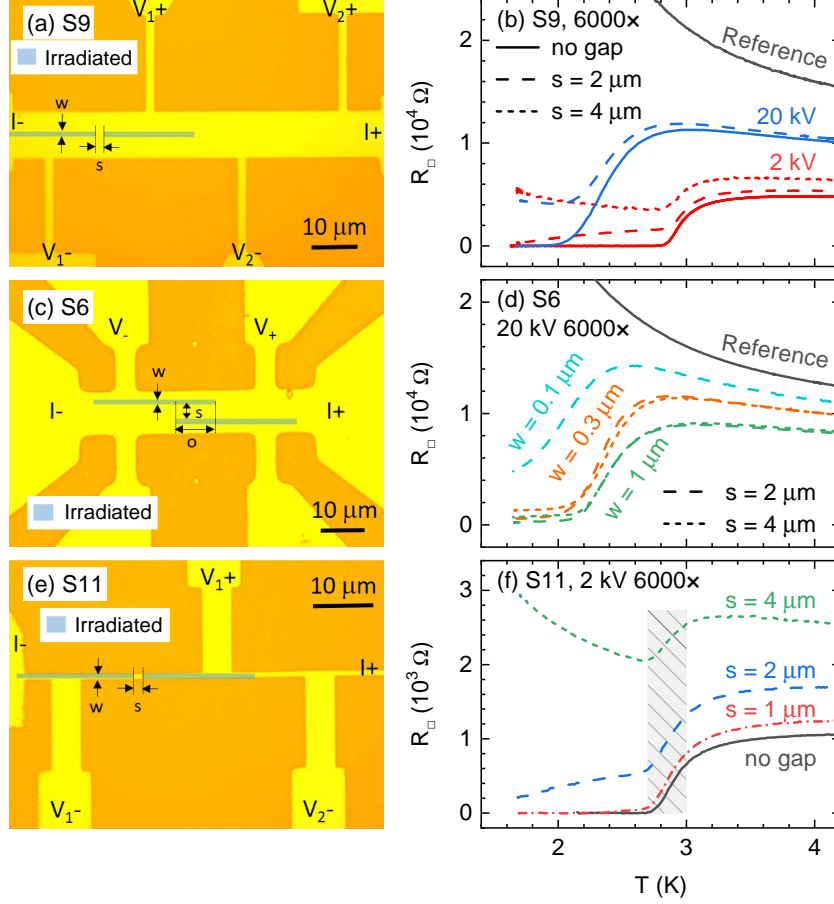 (a) S9
Irradiated
V1+
V2+
w
I-
I+
s
10 μm
V1-
V2-
(b) S9, 6000×
no gap
s = 2 μm
s = 4 μm
Reference
20 kV
2 kV
R□ (10⁴ Ω)
2
1
0
(c) S6
V-
V+
w
I-
s
I+
o
Irradiated
10 μm
(d) S6
20 kV 6000×
Reference
w = 0.1 μm
w = 0.3 μm
w = 1 μm
s = 2 μm
s = 4 μm
R□ (10⁴ Ω)
2
1
0
(e) S11
V1+
10 μm
Irradiated
I-
I+
w
s
V1-
V2-
(f) S11, 2 kV 6000×
s = 4 μm
s = 2 μm
s = 1 μm
no gap
R□ (10³ Ω)
3
2
1
0
2
3
4
T (K)